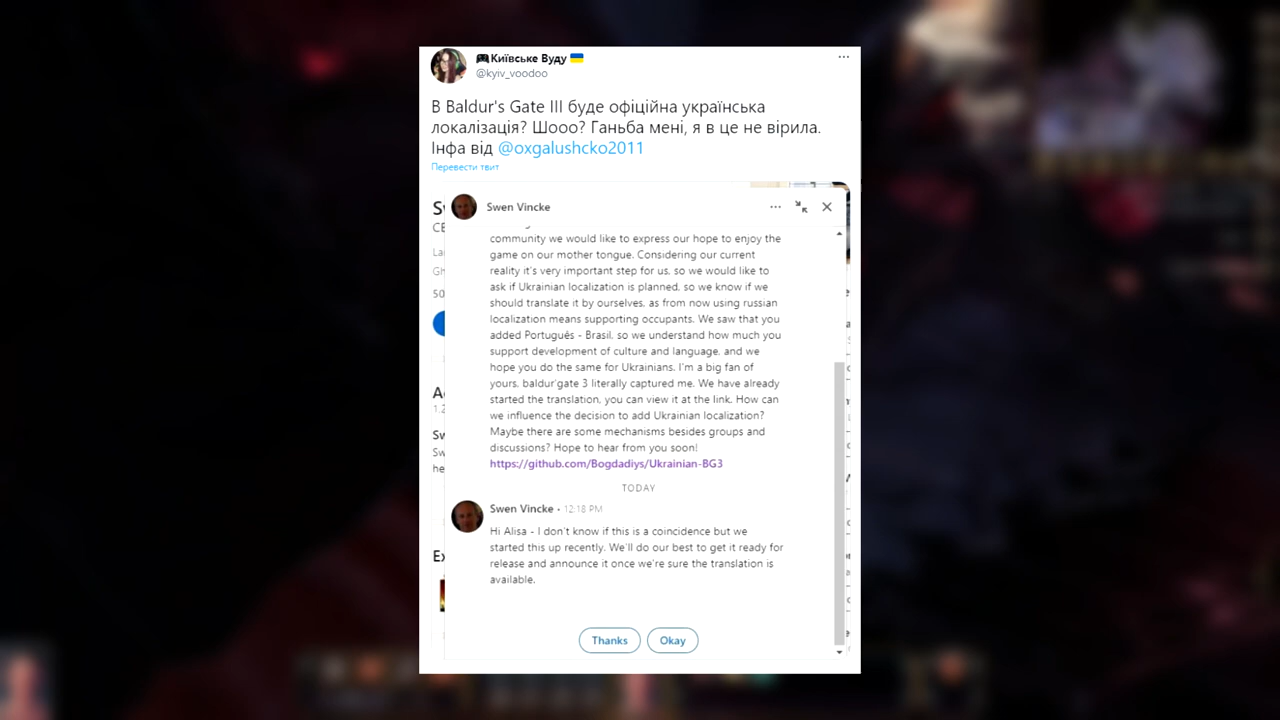 Київське Вуду
@kyiv_voodoo
В Baldur's Gate III буде офіційна українська
локалізація? Шооо? Ганьба мені, я в це не вірила.
Інфа від @oxgalushcko2011
Перевести твит
Swen Vincke
community we would like to express our hope to enjoy the
game on our mother tongue. Considering our current
reality it's very important step for us, so we would like to
ask if Ukrainian localization is planned, so we know if we
should translate it by ourselves, as from now using russian
localization means supporting occupants. We saw that you
added Português - Brasil, so we understand how much you
support development of culture and language, and we
hope you do the same for Ukrainians. I'm a big fan of
yours, baldur'gate 3 literally captured me. We have already
started the translation, you can view it at the link. How can
we influence the decision to add Ukrainian localization?
Maybe there are some mechanisms besides groups and
discussions? Hope to hear from you soon!
https://github.com/Bogdadiys/Ukrainian-BG3
TODAY
Swen Vincke • 12:18 PM
Hi Alisa - I don't know if this is a coincidence but we
started this up recently. We'll do our best to get it ready for
release and announce it once we're sure the translation is
available.
Thanks Okay